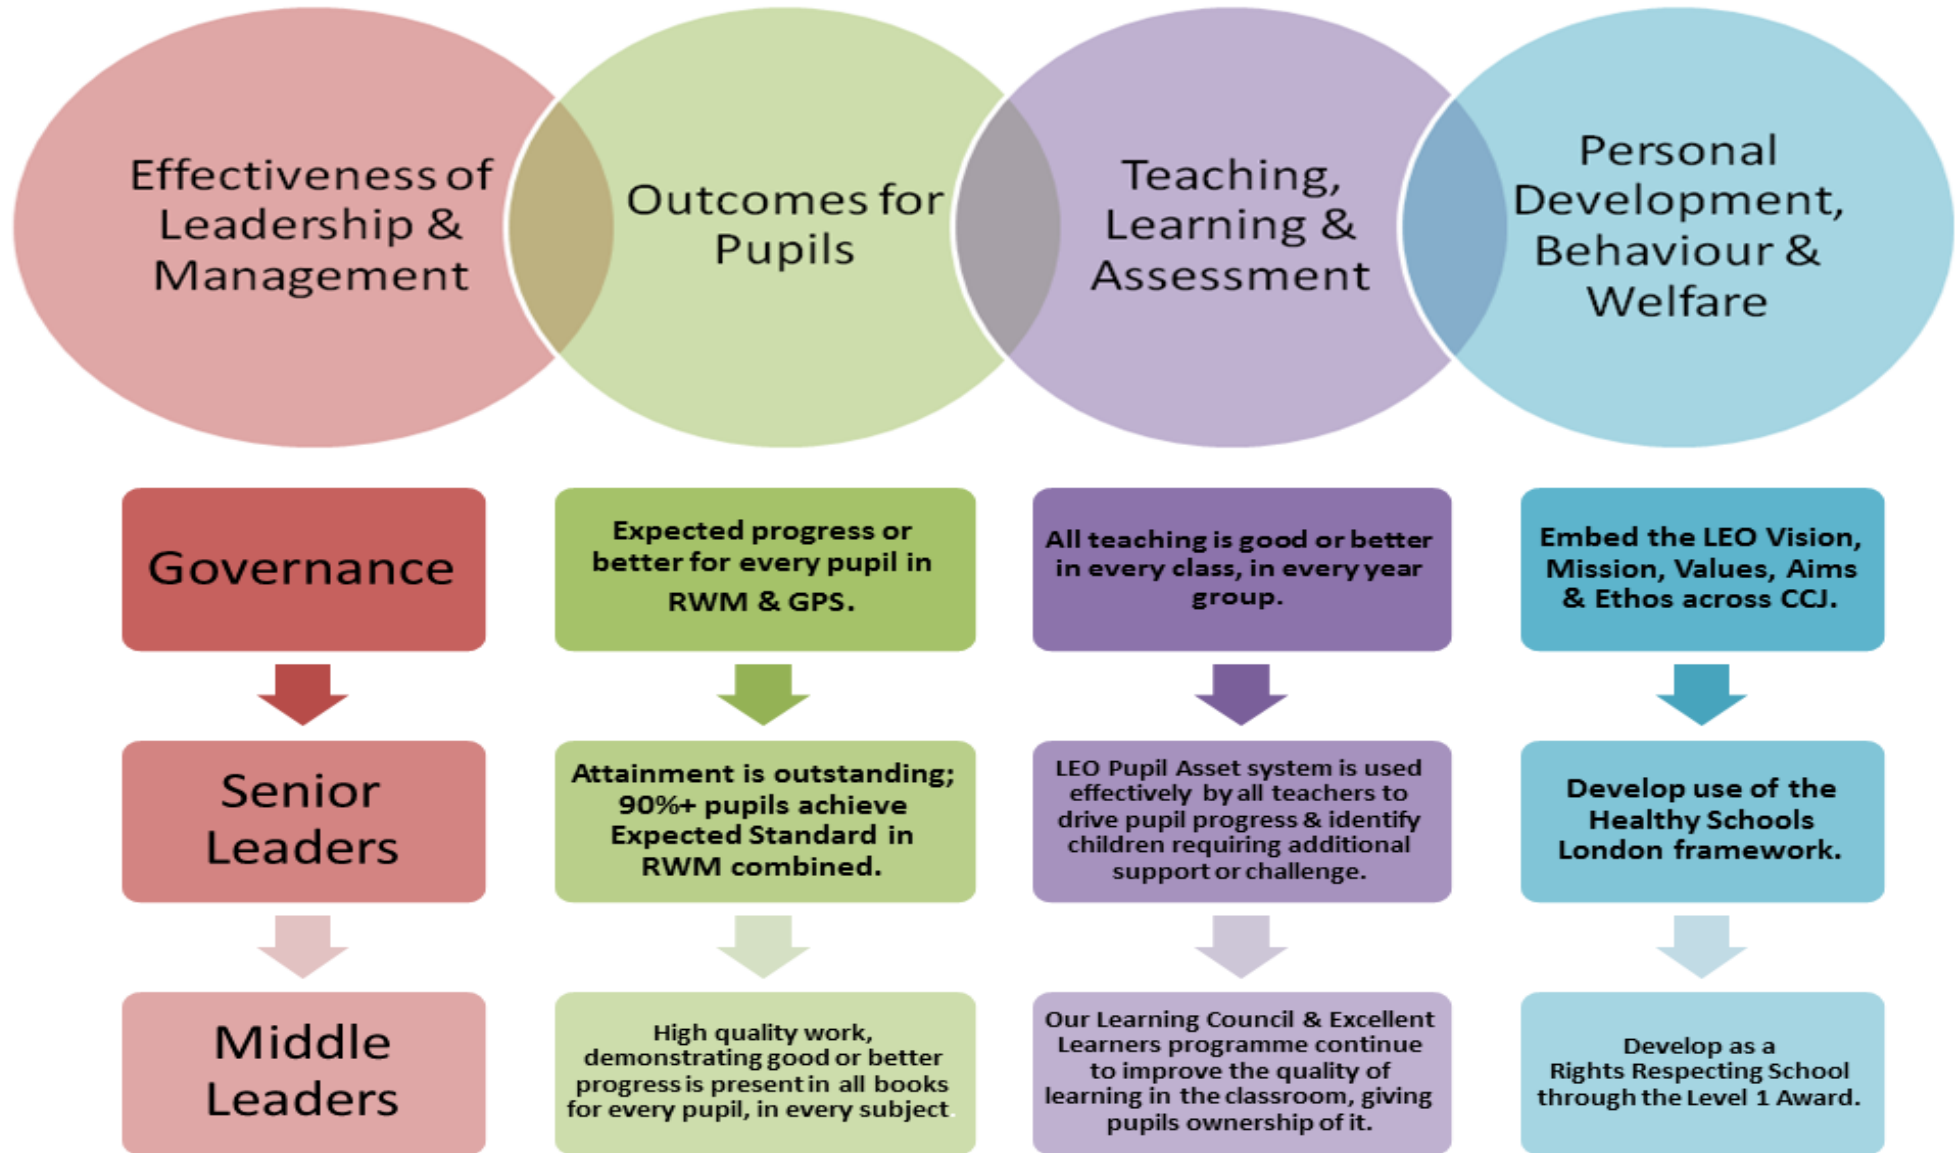 Effectiveness of
Leadership &
Management
Outcomes for
Pupils
Teaching,
Learning &
Assessment
Personal
Development,
Behaviour &
Welfare
Governance
Expected progress or
better for every pupil in
RWM & GPS.
All teaching is good or better
in every class, in every year
group.
Embed the LEO Vision,
Mission, Values, Aims
& Ethos across CCJ.
Senior
Leaders
Attainment is outstanding;
90%+ pupils achieve
Expected Standard in
RWM combined.
LEO Pupil Asset system is used
effectively by all teachers to
drive pupil progress & identify
children requiring additional
support or challenge.
Develop use of the
Healthy Schools
London framework.
Middle
Leaders
High quality work,
demonstrating good or better
progress is present in all books
for every pupil, in every subject.
Our Learning Council & Excellent
Learners programme continue
to improve the quality of
learning in the classroom, giving
pupils ownership of it.
Develop as a
Rights Respecting School
through the Level 1 Award.